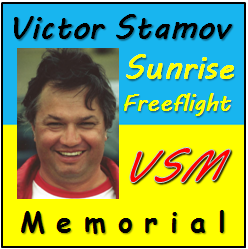 Victor Stamov
Sunrise
Freeflight
VSM
Memorial